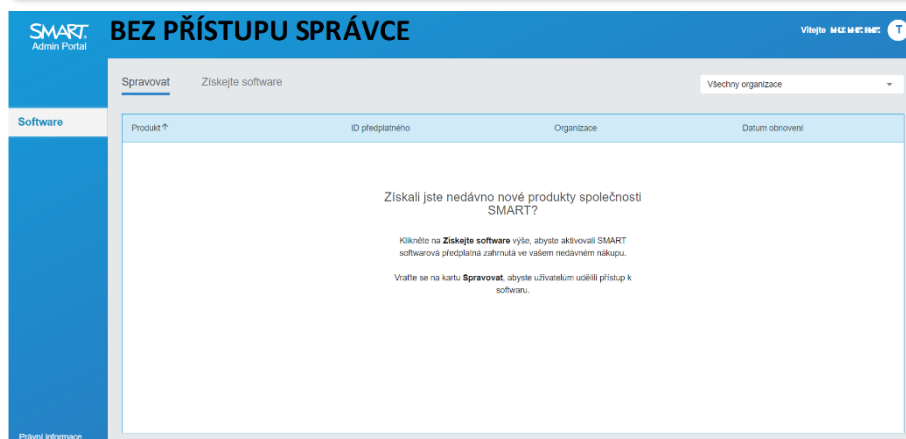 SMART.
Admin Portal
BEZ PŘÍSTUPU SPRÁVCE
Vítejte
T
Spravovat
Získejte software
Všechny organizace
Software
Produkt↑
ID předplatného
Organizace
Datum obnovení
Získali jste nedávno nové produkty společnosti
SMART?
Klikněte na Získejte software výše, abyste aktivovali SMART
softwarová předplatná zahrnutá ve vašem nedávném nákupu.
Vraťte se na kartu Spravovat, abyste uživatelům udělili přístup k
softwaru.
Právní informace